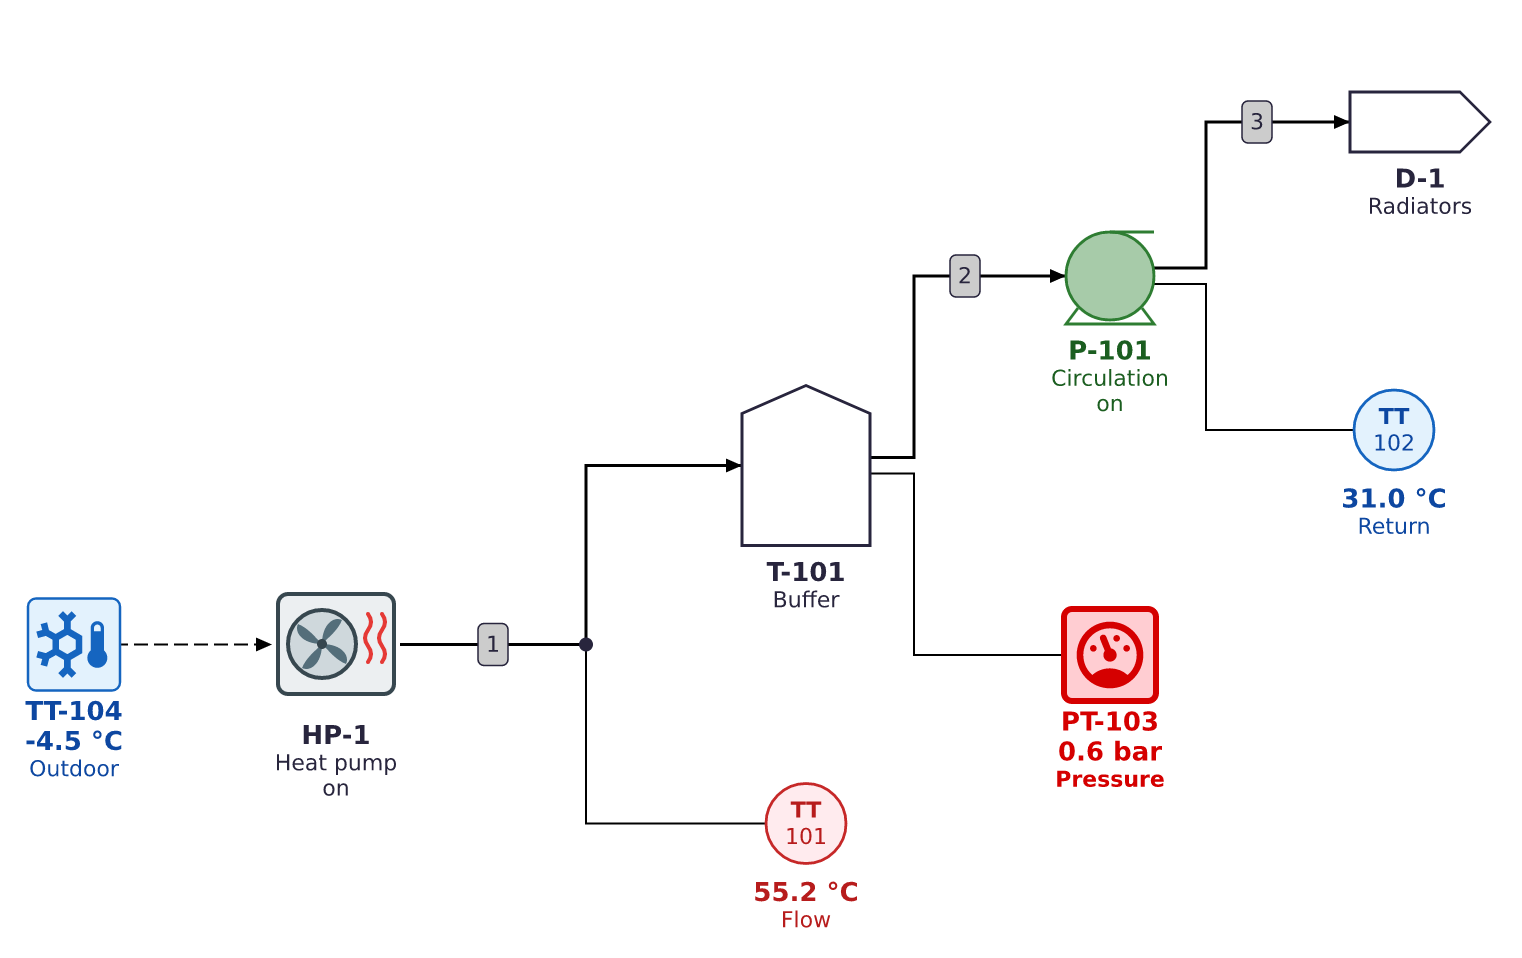 3
D-1
Radiators
2
P-101
Circulation
on
TT
102
31.0 °C
Return
T-101
Buffer
1
TT-104
-4.5 °C
Outdoor
HP-1
Heat pump
on
PT-103
0.6 bar
Pressure
TT
101
55.2 °C
Flow